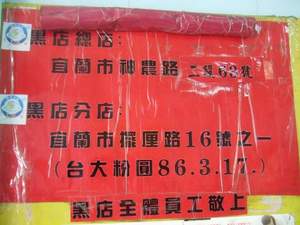 黑店總店:
宜蘭市神農路二段68號
黑店分店:
宜蘭市擺厘路16號之一
(台大粉圓86.3.17.)
黑店全體員工敬上